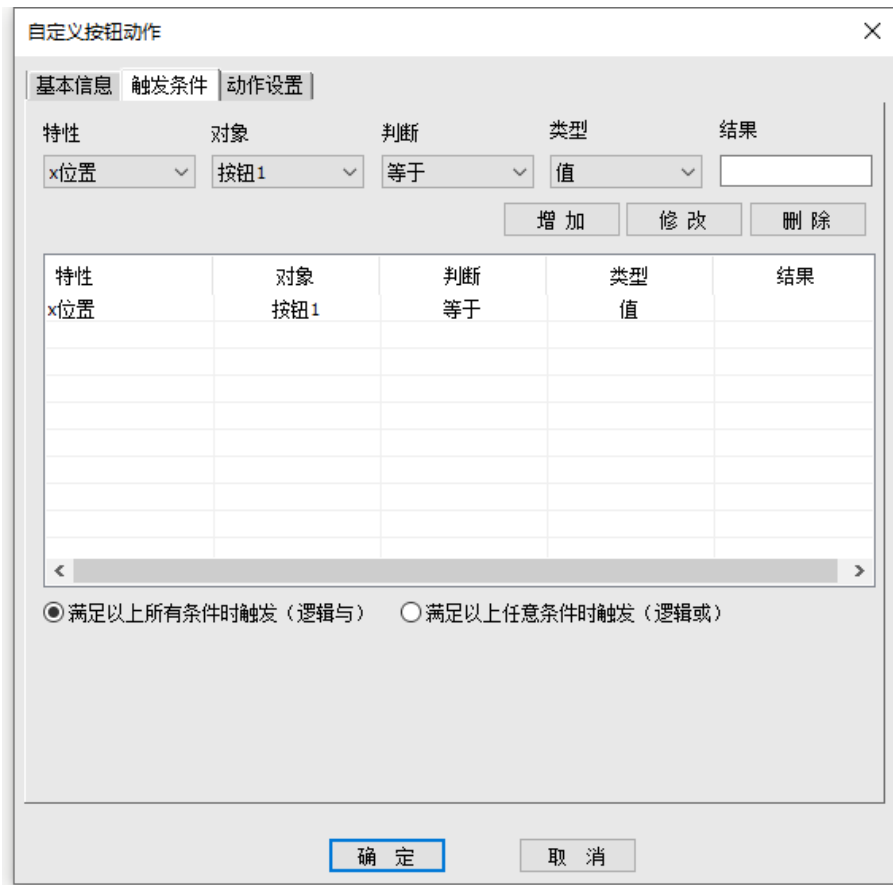 自定义按钮动作
基本信息 触发条件 动作设置
特性 对象 判断 类型 结果
x位置 按钮1 等于 值
增 加 修 改 删 除
特性 对象 判断 类型 结果
x位置 按钮1 等于 值
满足以上所有条件时触发（逻辑与） 满足以上任意条件时触发（逻辑或）
确 定 取 消